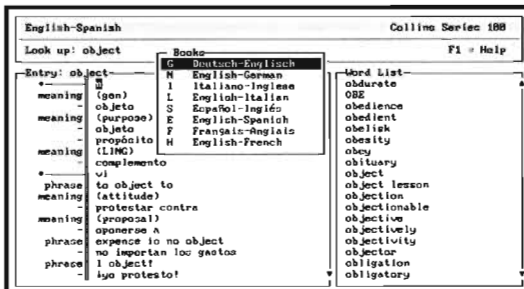 English-Spanish Collins Series 100
Look up: object F1 = Help
Books
G Deutsch-Englisch
N English-German
I Italiano-Inglese
L English-Italian
S Español-Inglés
E English-Spanish
F Français-Anglais
H English-French
Entry: object
meaning (gen)
- objeto
meaning (purpose)
- objeto
- propósito
meaning (LING)
- complemento
vi
phrase to object to
meaning (attitude)
- protestar contra
meaning (proposal)
- oponerse a
phrase expense is no object
- no importan los gastos
phrase I object!
- ¡yo protesto!
Word List
obdurate
OBE
obedience
obedient
obelisk
obesity
obey
obituary
object
object lesson
objection
objectionable
objective
objectively
objectivity
objector
obligation
obligatory